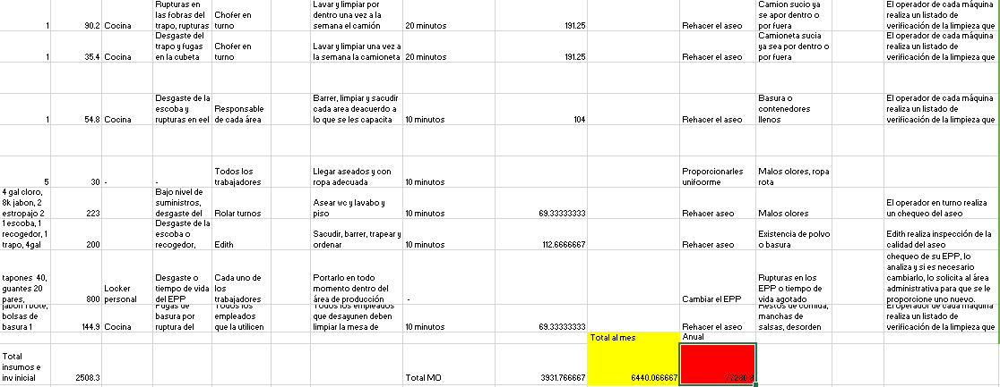 Rupturas en
las fobras del
trapo, rupturas
Chofer en
turno
Lavar y limpiar por
dentro una vez a la
semana el camión
Camion sucio ya
se apor dentro o
por fuera
El operador de cada máquina
realiza un listado de
verificación de la limpieza que
1 90.2 Cocina 20 minutos 191.25 Rehacer el aseo
Desgaste del
trapo y fugas
en la cubeta
Chofer en
turno
Lavar y limpiar una vez a
la semana la camioneta
Camioneta sucia
ya sea por dentro o
por fuera
El operador de cada máquina
realiza un listado de
verificación de la limpieza que
1 35.4 Cocina 20 minutos 191.25 Rehacer el aseo
Desgaste de la
escoba y
rupturas en eel
Responsable
de cada área
Barrer, limpiar y sacudir
cada area deacuerdo a
lo que se les capacita
Basura o
contenedores
llenos
El operador de cada máquina
realiza un listado de
verificación de la limpieza que
1 54.8 Cocina 10 minutos 104 Rehacer el aseo
Todos los
trabajadores
Llegar aseados y con
ropa adecuada
Proporcionarles
unifoorme
Malos olores, ropa
rota
5 30 - - 10 minutos
4 gal cloro,
8k jabon, 2
estropajo 2
Bajo nivel de
suministros,
desgaste del
Asear wc y lavabo y
piso
El operador en turno realiza
un chequeo del aseo
223 Rolar turnos 10 minutos 69.33333333 Rehacer aseo Malos olores
1 escoba, 1
recogedor, 1
trapo, 4gal
Desgaste de la
escoba o
recogedor,
Sacudir, barrer, trapear y
ordenar
Existencia de polvo
o basura
Edith realiza inspección de la
calidad del aseo
200 Edith 10 minutos 112.6666667 Rehacer aseo
tapones 40,
guantes 20
pares,
Locker
personal
Desgaste o
tiempo de vida
del EPP
Cada uno de
los
trabajadores
Portarlo en todo
momento dentro del
área de producción
Rupturas en los
EPP o tiempo de
vida agotado
chequeo de su EPP, lo
analiza y si es necesario
cambiarlo, lo solicita al área
administrativa para que se le
proporcione uno nuevo.
800 - Cambiar el EPP
jabon 1 bote,
bolsas de
basura 1
Fugas de
basura por
ruptura del
Todos los
empleados
que la utilicen
Todos los empleados
que desayunen deben
limpiar la mesa de
Restos de comida,
manchas de
salsas, desorden
El operador de cada máquina
realiza un listado de
verificación de la limpieza que
144.9 Cocina 10 minutos 69.33333333 Rehacer el aseo
Total al mes Anual
Total
insumos e
inv inicial
2508.3 Total MO 3931.766667 6440.066667 77280.8